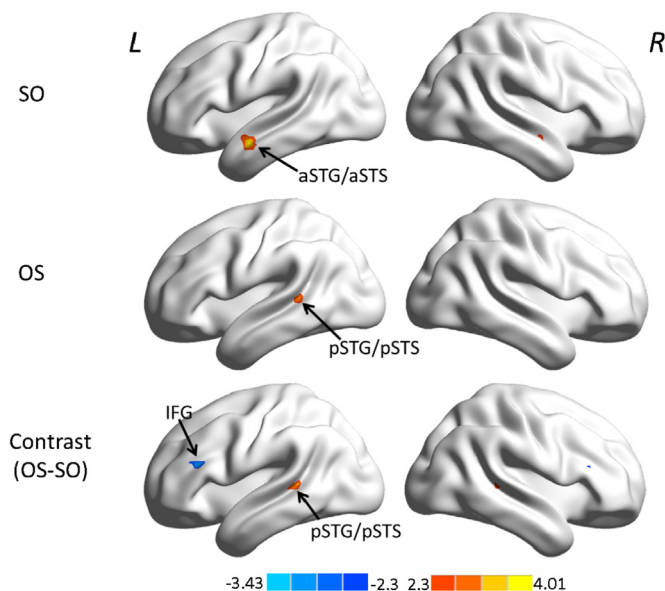 L
R
SO
aSTG/aSTS
OS
pSTG/pSTS
IFG
Contrast
(OS-SO)
pSTG/pSTS
-3.43 -2.3 2.3 4.01